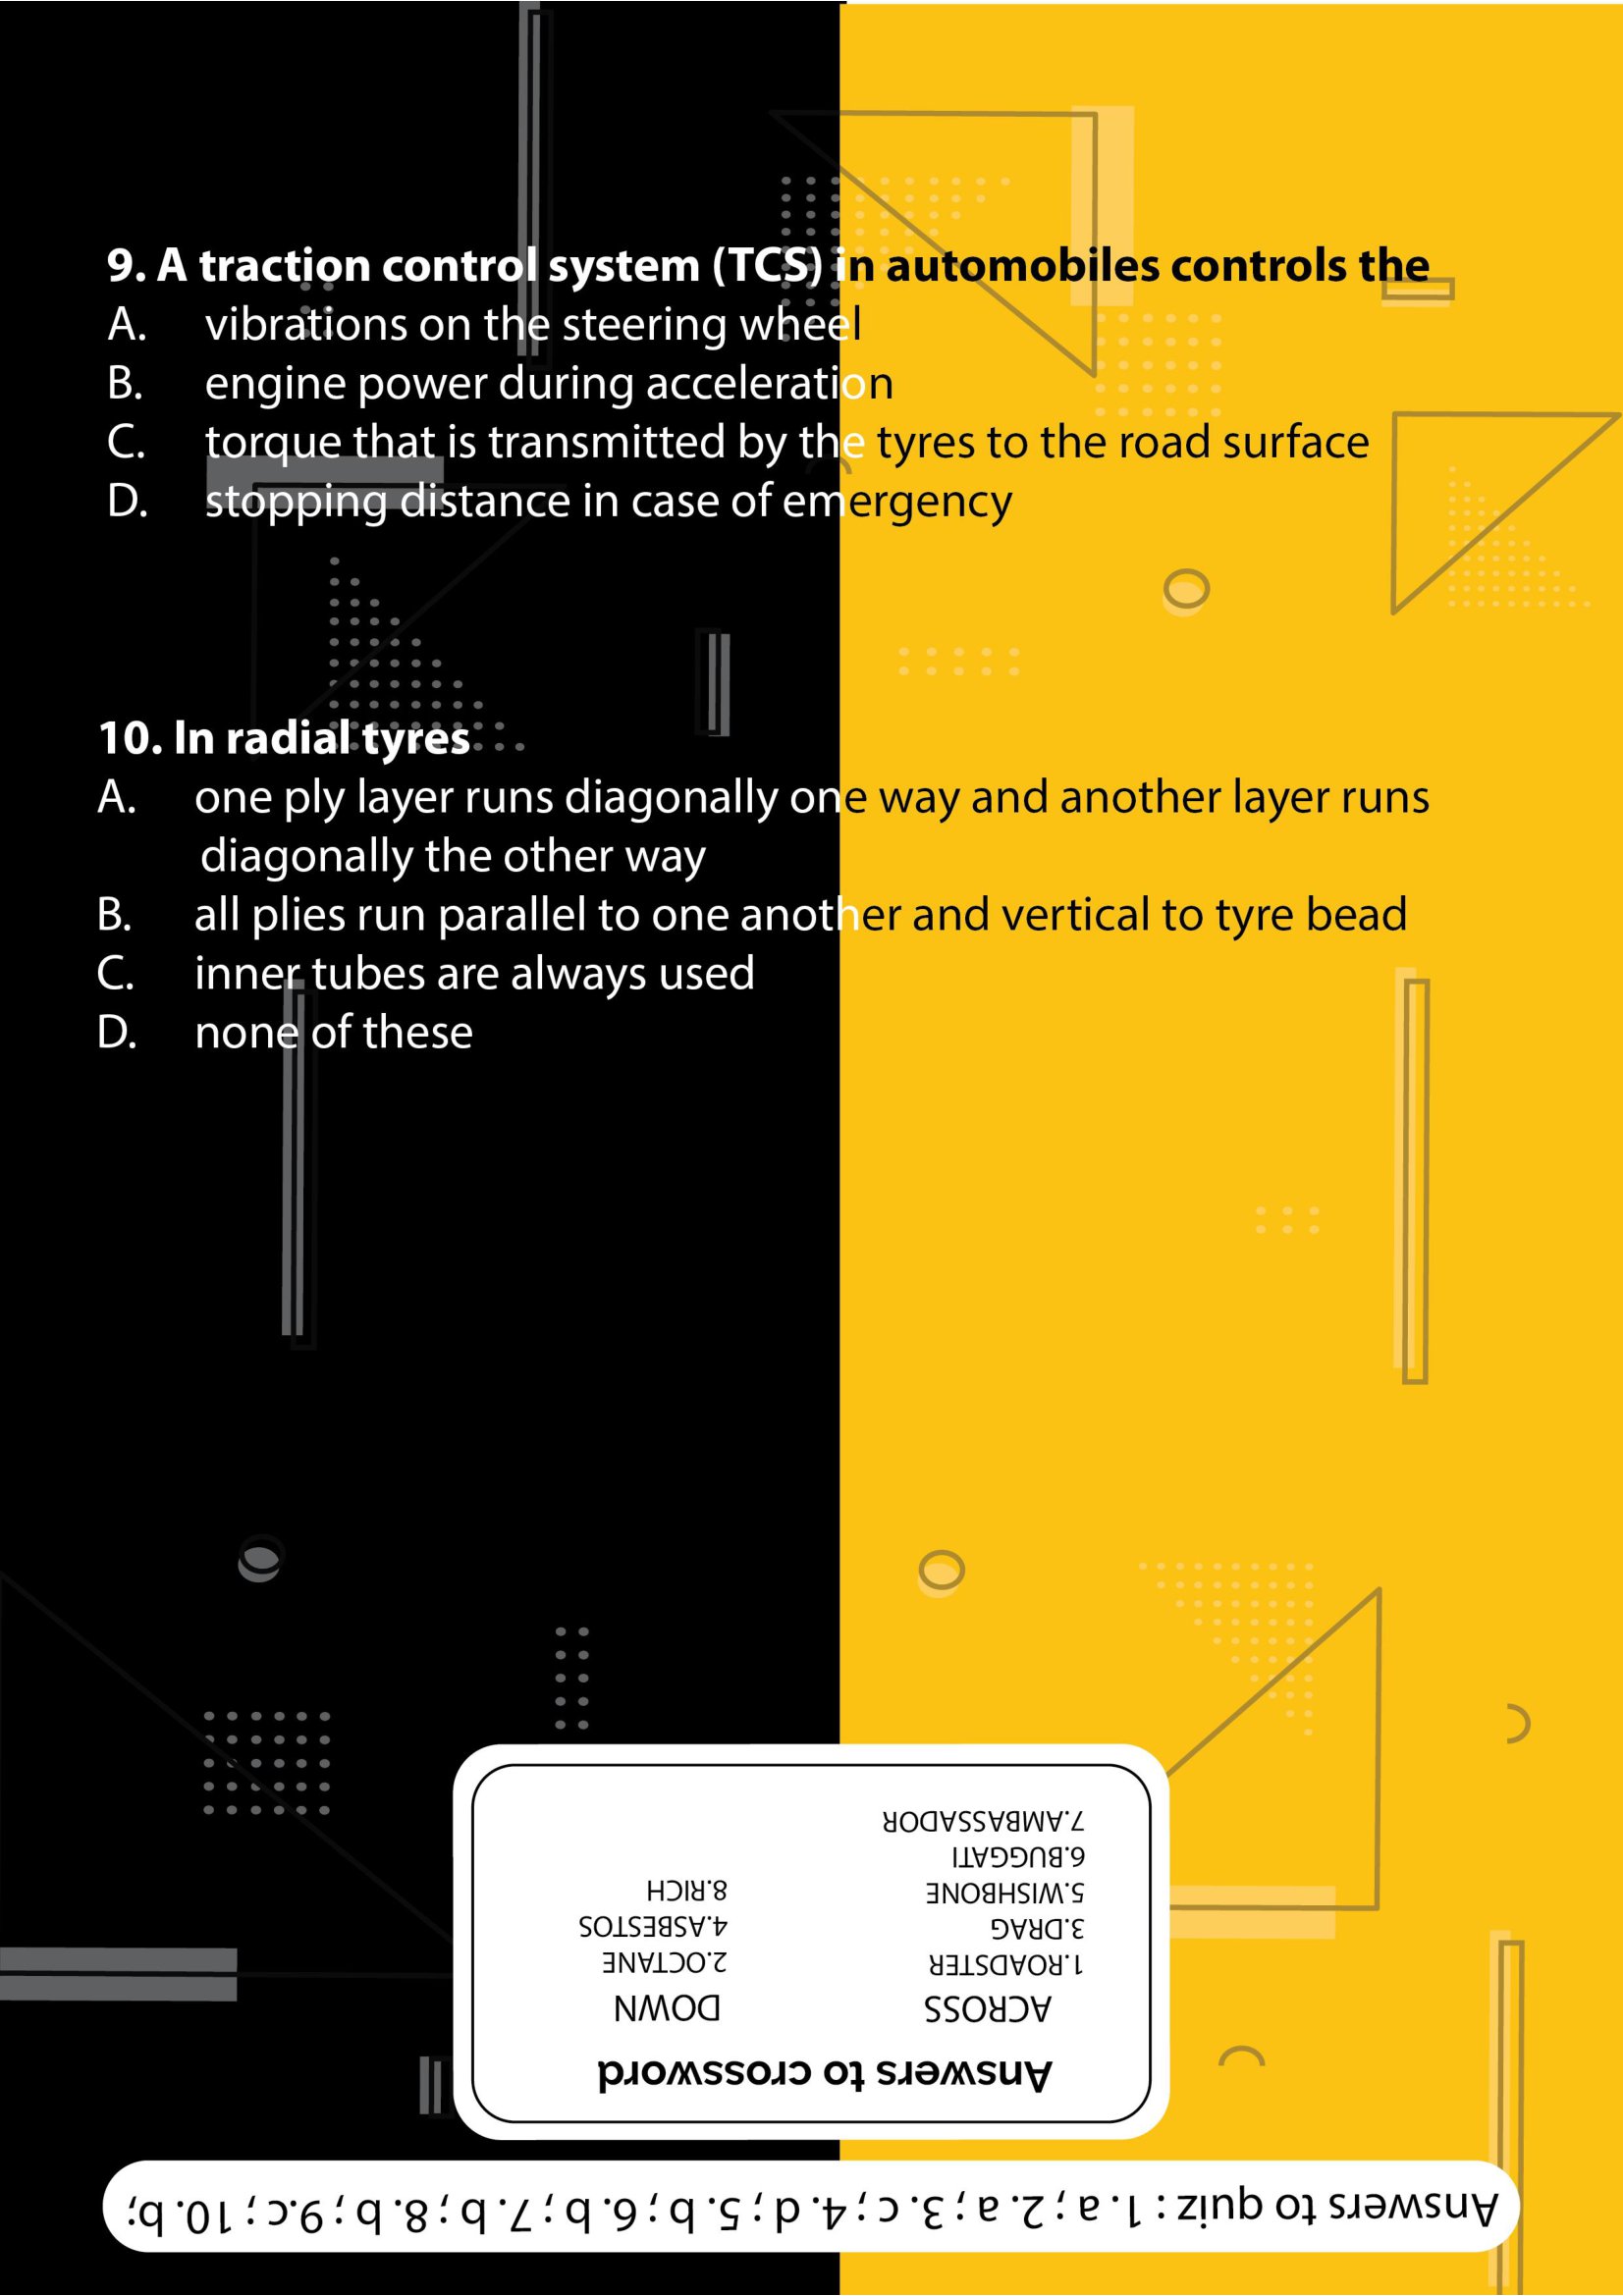 9. A traction control system (TCS) in automobiles controls the
A. vibrations on the steering wheel
B. engine power during acceleration
C. torque that is transmitted by the tyres to the road surface
D. stopping distance in case of emergency
10. In radial tyres
A. one ply layer runs diagonally one way and another layer runs
diagonally the other way
B. all plies run parallel to one another and vertical to tyre bead
C. inner tubes are always used
D. none of these
Answers to quiz : 1. a ; 2. a ; 3. c ; 4. d ; 5. b ; 6. b ; 7. b ; 8. b ; 9.c ; 10. b;
Answers to crossword
ACROSS
1.ROADSTER
3.DRAG
5.WISHBONE
6.BUGGATI
7.AMBASSADOR
DOWN
2.OCTANE
4.ASBESTOS
8.RICH